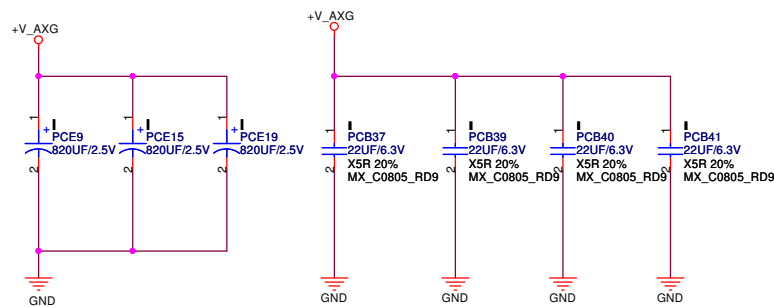 +V_AXG
+V_AXG
1
+
PCE9
820UF/2.5V
2
1
+
PCE15
820UF/2.5V
2
1
+
PCE19
820UF/2.5V
2
1
PCB37
22UF/6.3V
X5R 20%
MX_C0805_RD9
2
1
PCB39
22UF/6.3V
X5R 20%
MX_C0805_RD9
2
1
PCB40
22UF/6.3V
X5R 20%
MX_C0805_RD9
2
1
PCB41
22UF/6.3V
X5R 20%
MX_C0805_RD9
2
GND
GND
GND
GND
GND